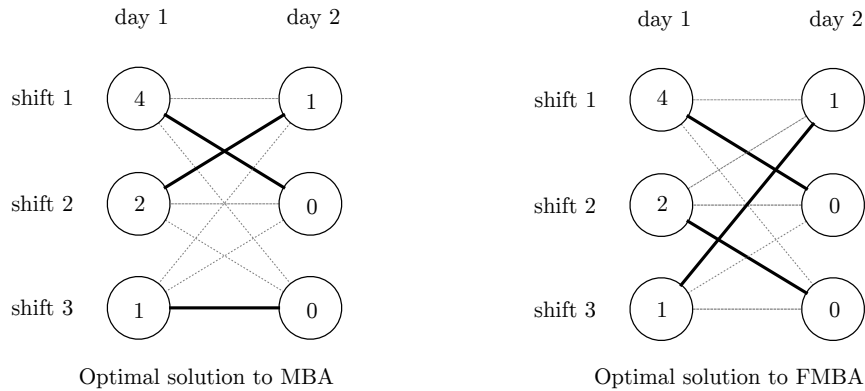 day 1 day 2 day 1 day 2
shift 1 4 1 shift 1 4 1
shift 2 2 0 shift 2 2 0
shift 3 1 0 shift 3 1 0
Optimal solution to MBA Optimal solution to FMBA